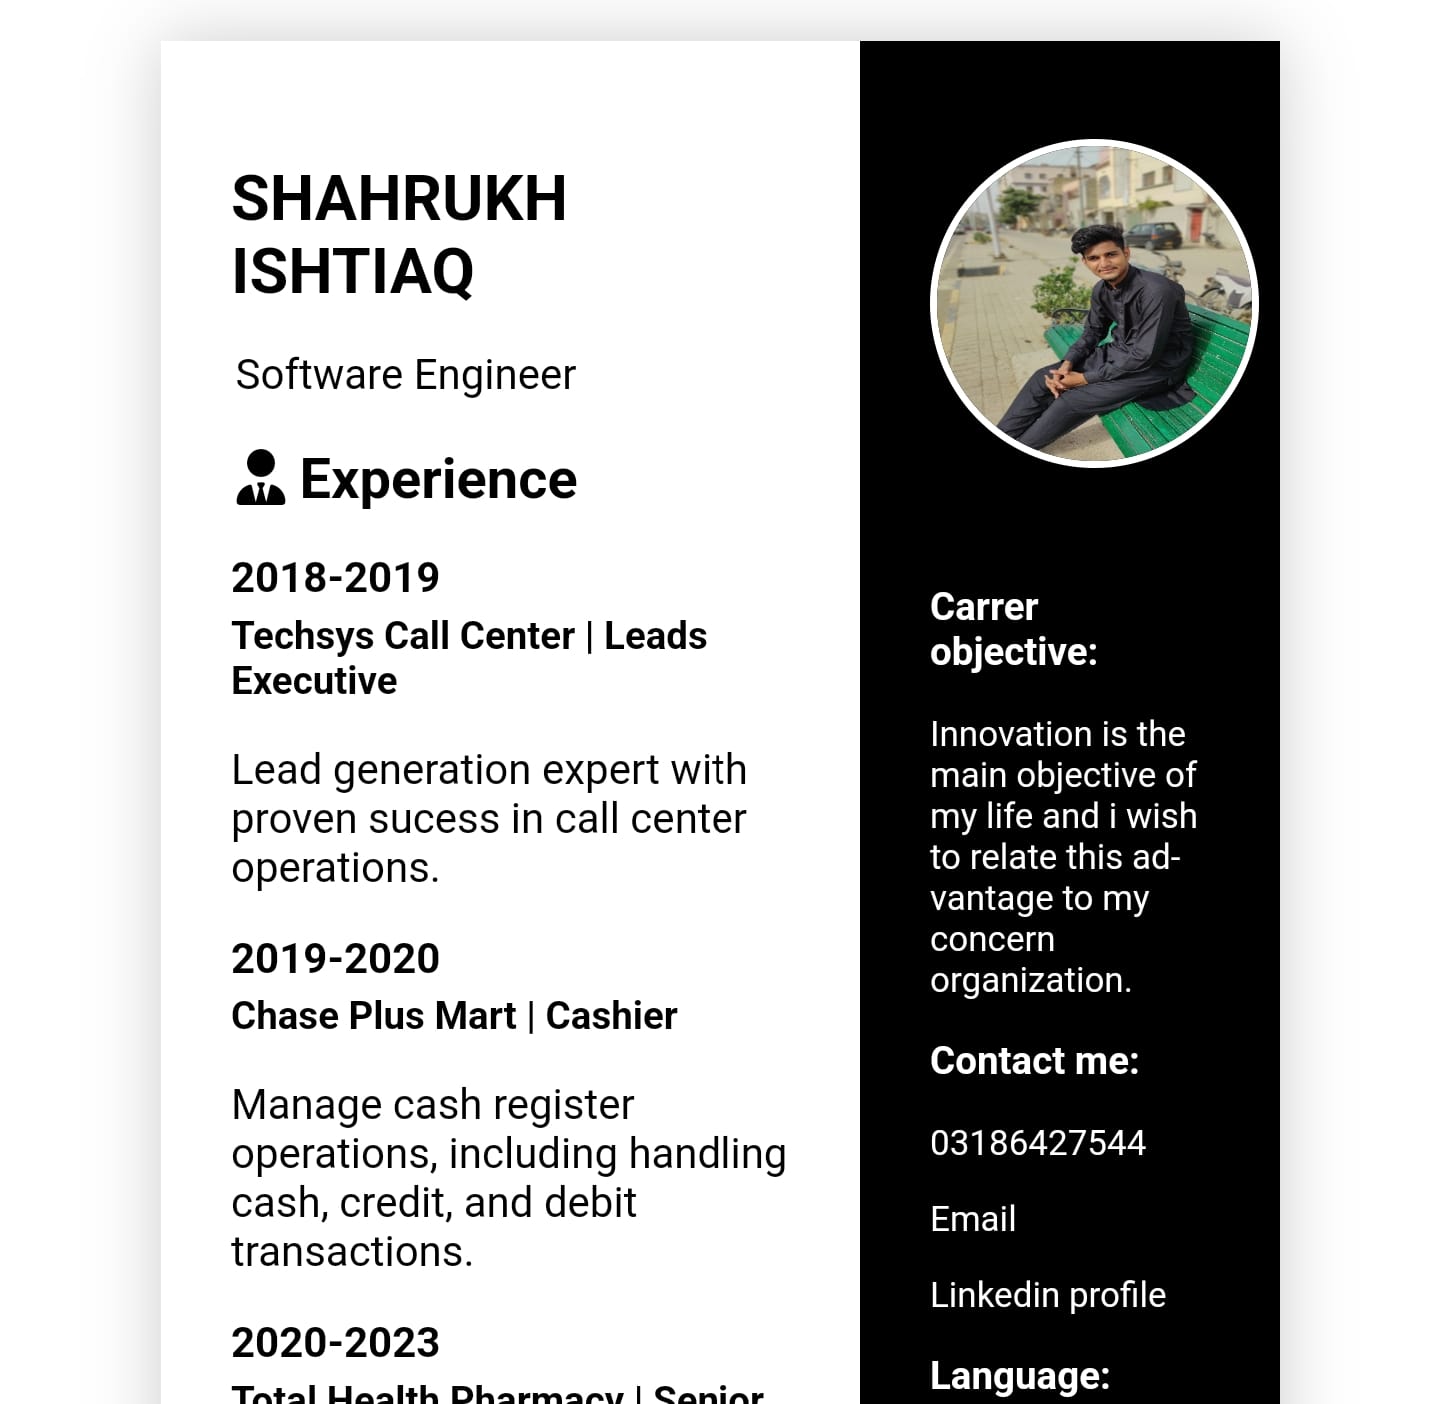 SHAHRUKH
ISHTIAQ
Software Engineer
Experience
2018-2019
Techsys Call Center | Leads
Executive
Lead generation expert with
proven sucess in call center
operations.
2019-2020
Chase Plus Mart | Cashier
Manage cash register
operations, including handling
cash, credit, and debit
transactions.
2020-2023
Total Health Pharmacy | Senior
Carrer
objective:
Innovation is the
main objective of
my life and i wish
to relate this ad-
vantage to my
concern
organization.
Contact me:
03186427544
Email
Linkedin profile
Language: